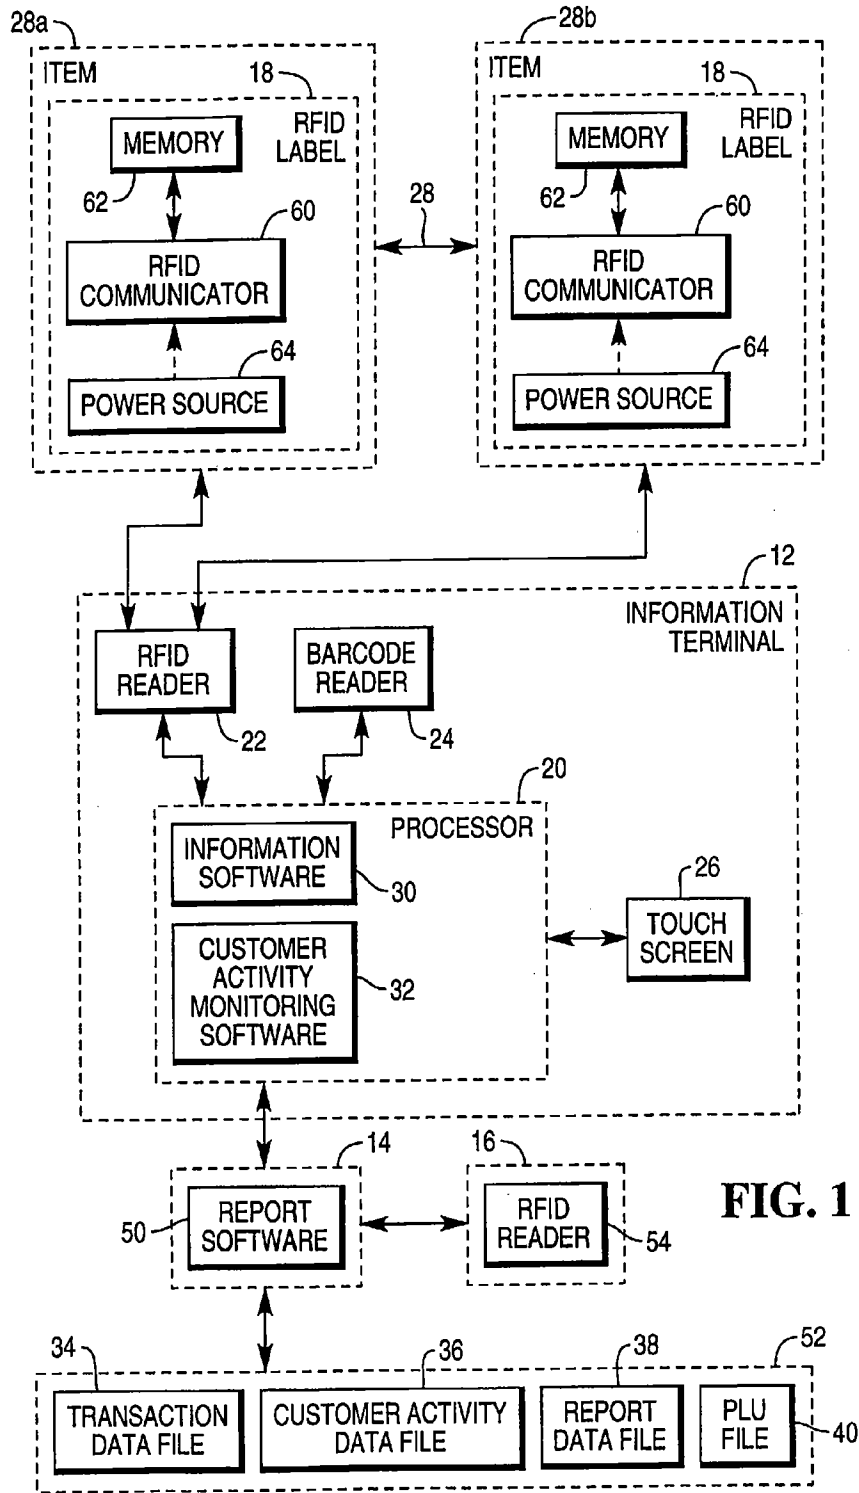 28a
ITEM
18
RFID
LABEL
MEMORY
62
60
RFID
COMMUNICATOR
64
POWER SOURCE
28
28b
ITEM
18
RFID
LABEL
MEMORY
62
60
RFID
COMMUNICATOR
64
POWER SOURCE
12
INFORMATION
TERMINAL
RFID
READER
22
BARCODE
READER
24
20
PROCESSOR
INFORMATION
SOFTWARE
30
CUSTOMER
ACTIVITY
MONITORING
SOFTWARE
32
26
TOUCH
SCREEN
14
50
REPORT
SOFTWARE
16
RFID
READER
54
FIG. 1
52
34
TRANSACTION
DATA FILE
36
CUSTOMER ACTIVITY
DATA FILE
38
REPORT
DATA FILE
PLU
FILE
40